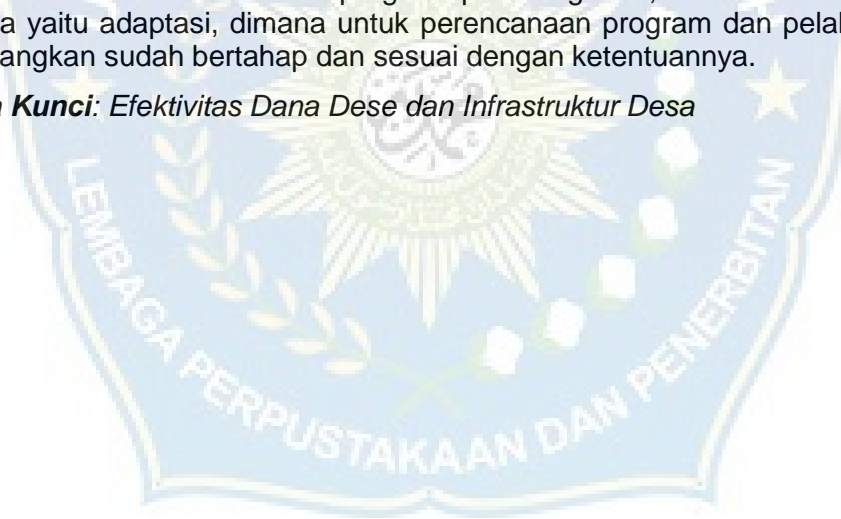 a yaitu adaptasi, dimana untuk perencanaan program dan pela
angkan sudah bertahap dan sesuai dengan ketentuannya.
Kunci: Efektivitas Dana Dese dan Infrastruktur Desa
LEMBAGA PERPUSTAKAAN DAN PENERBITAN